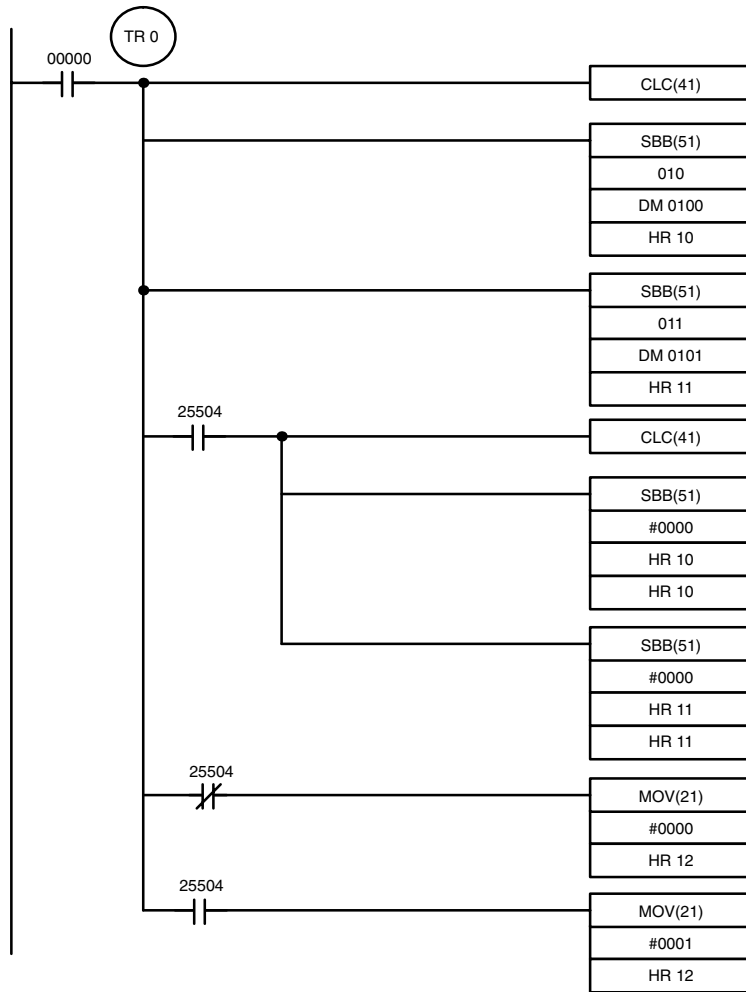 TR 0
00000
CLC(41)
SBB(51)
010
DM 0100
HR 10
SBB(51)
011
DM 0101
HR 11
25504
CLC(41)
SBB(51)
#0000
HR 10
HR 10
SBB(51)
#0000
HR 11
HR 11
25504
MOV(21)
#0000
HR 12
25504
MOV(21)
#0001
HR 12